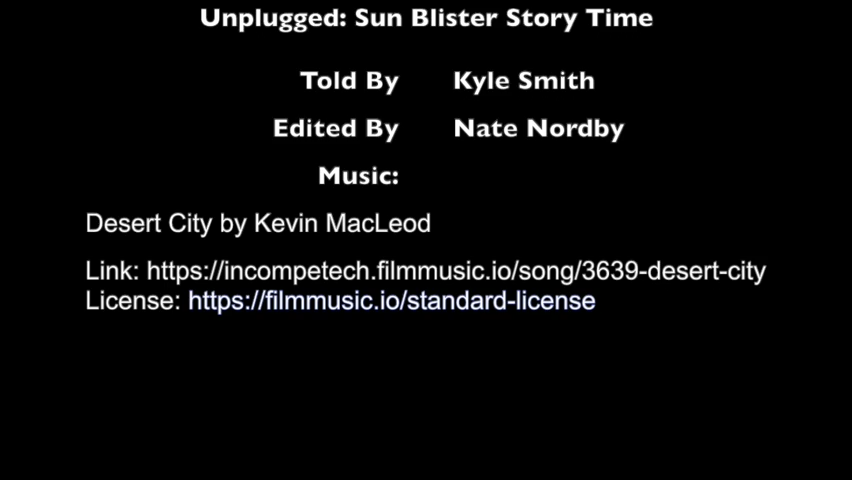 Unplugged: Sun Blister Story Time
Told By Kyle Smith
Edited By Nate Nordby
Music:
Desert City by Kevin MacLeod
Link: https://incompetech.filmmusic.io/song/3639-desert-city
License: https://filmmusic.io/standard-license